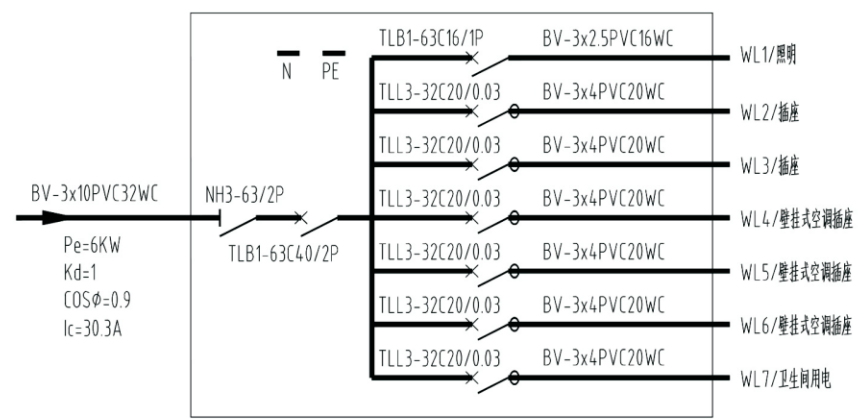 TLB1-63C16/1P BV-3x2.5PVC16WC WL1/照明
N PE
TLL3-32C20/0.03 BV-3x4PVC20WC WL2/插座
TLL3-32C20/0.03 BV-3x4PVC20WC WL3/插座
BV-3x10PVC32WC NH3-63/2P TLL3-32C20/0.03 BV-3x4PVC20WC WL4/壁挂式空调插座
TLB1-63C40/2P
Pe=6KW
Kd=1
COSφ=0.9
Ic=30.3A
TLL3-32C20/0.03 BV-3x4PVC20WC WL5/壁挂式空调插座
TLL3-32C20/0.03 BV-3x4PVC20WC WL6/壁挂式空调插座
TLL3-32C20/0.03 BV-3x4PVC20WC WL7/卫生间用电